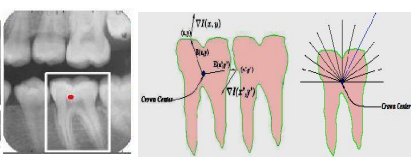 ∇I(x,y)
(x,y)
(x',y')
∇I(x',y')
Crown Center
Crown Center